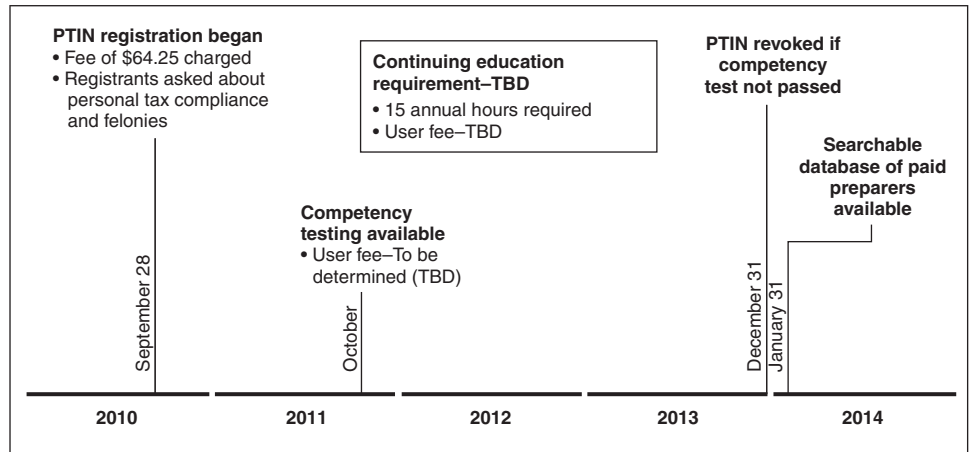 PTIN registration began
• Fee of $64.25 charged
• Registrants asked about
personal tax compliance
and felonies
September 28
Competency
testing available
• User fee–To be
determined (TBD)
October
Continuing education
requirement–TBD
• 15 annual hours required
• User fee–TBD
PTIN revoked if
competency
test not passed
December 31
Searchable
database of paid
preparers
available
January 31
2010
2011
2012
2013
2014